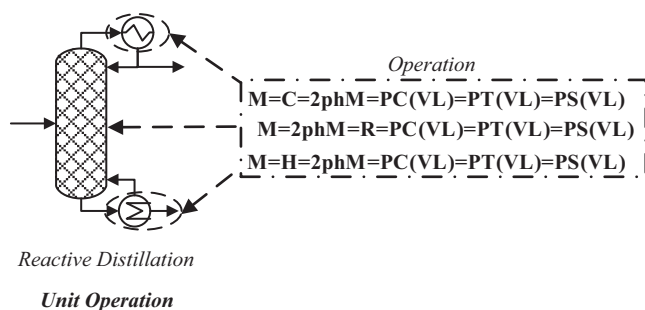 Operation
M=C=2phM=PC(VL)=PT(VL)=PS(VL)
M=2phM=R=PC(VL)=PT(VL)=PS(VL)
M=H=2phM=PC(VL)=PT(VL)=PS(VL)
Reactive Distillation
Unit Operation